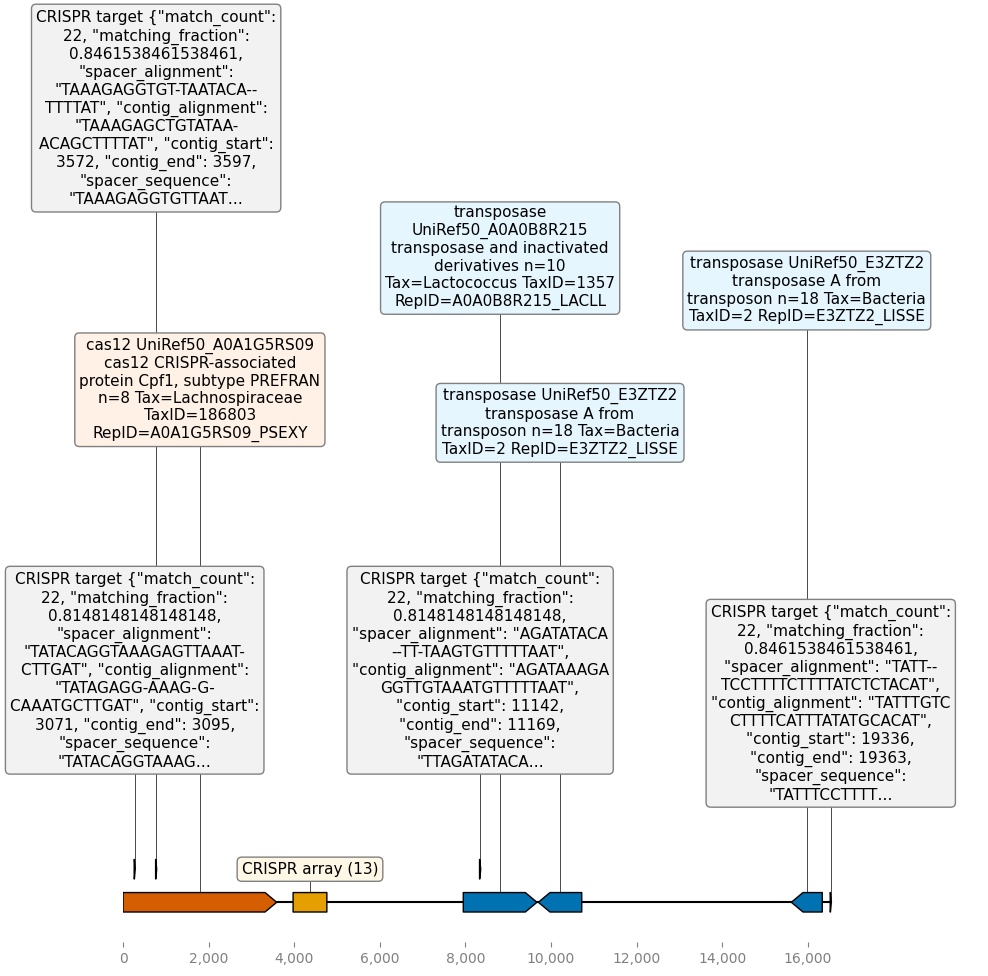 CRISPR target {"match_count":
22, "matching_fraction":
0.8461538461538461,
"spacer_alignment":
"TAAAGAGGTGT-TAATACA--
TTTTAT", "contig_alignment":
"TAAAGAGCTGTATAA-
ACAGCTTTTAT", "contig_start":
3572, "contig_end": 3597,
"spacer_sequence":
"TAAAGAGGTGTTAAT...
transposase
UniRef50_A0A0B8R215
transposase and inactivated
derivatives n=10
Tax=Lactococcus TaxID=1357
RepID=A0A0B8R215_LACLL
transposase UniRef50_E3ZTZ2
transposase A from
transposon n=18 Tax=Bacteria
TaxID=2 RepID=E3ZTZ2_LISSE
cas12 UniRef50_A0A1G5RS09
cas12 CRISPR-associated
protein Cpf1, subtype PREFRAN
n=8 Tax=Lachnospiraceae
TaxID=186803
RepID=A0A1G5RS09_PSEXY
transposase UniRef50_E3ZTZ2
transposase A from
transposon n=18 Tax=Bacteria
TaxID=2 RepID=E3ZTZ2_LISSE
CRISPR target {"match_count":
22, "matching_fraction":
0.8148148148148148,
"spacer_alignment":
"TATACAGGTAAAGAGTTAAAT-
CTTGAT", "contig_alignment":
"TATAGAGG-AAAG-G-
CAAATGCTTGAT", "contig_start":
3071, "contig_end": 3095,
"spacer_sequence":
"TATACAGGTAAAG...
CRISPR target {"match_count":
22, "matching_fraction":
0.8148148148148148,
"spacer_alignment": "AGATATACA
--TT-TAAGTGTTTTTAAT",
"contig_alignment": "AGATAAAGA
GGTTGTAAATGTTTTTAAT",
"contig_start": 11142,
"contig_end": 11169,
"spacer_sequence":
"TTAGATATACA...
CRISPR target {"match_count":
22, "matching_fraction":
0.8461538461538461,
"spacer_alignment": "TATT--
TCCTTTTCTTTTATCTCTACAT",
"contig_alignment": "TATTTGTC
CTTTTCATTTATATGCACAT",
"contig_start": 19336,
"contig_end": 19363,
"spacer_sequence":
"TATTTCCTTTT...
CRISPR array (13)
0 2,000 4,000 6,000 8,000 10,000 12,000 14,000 16,000